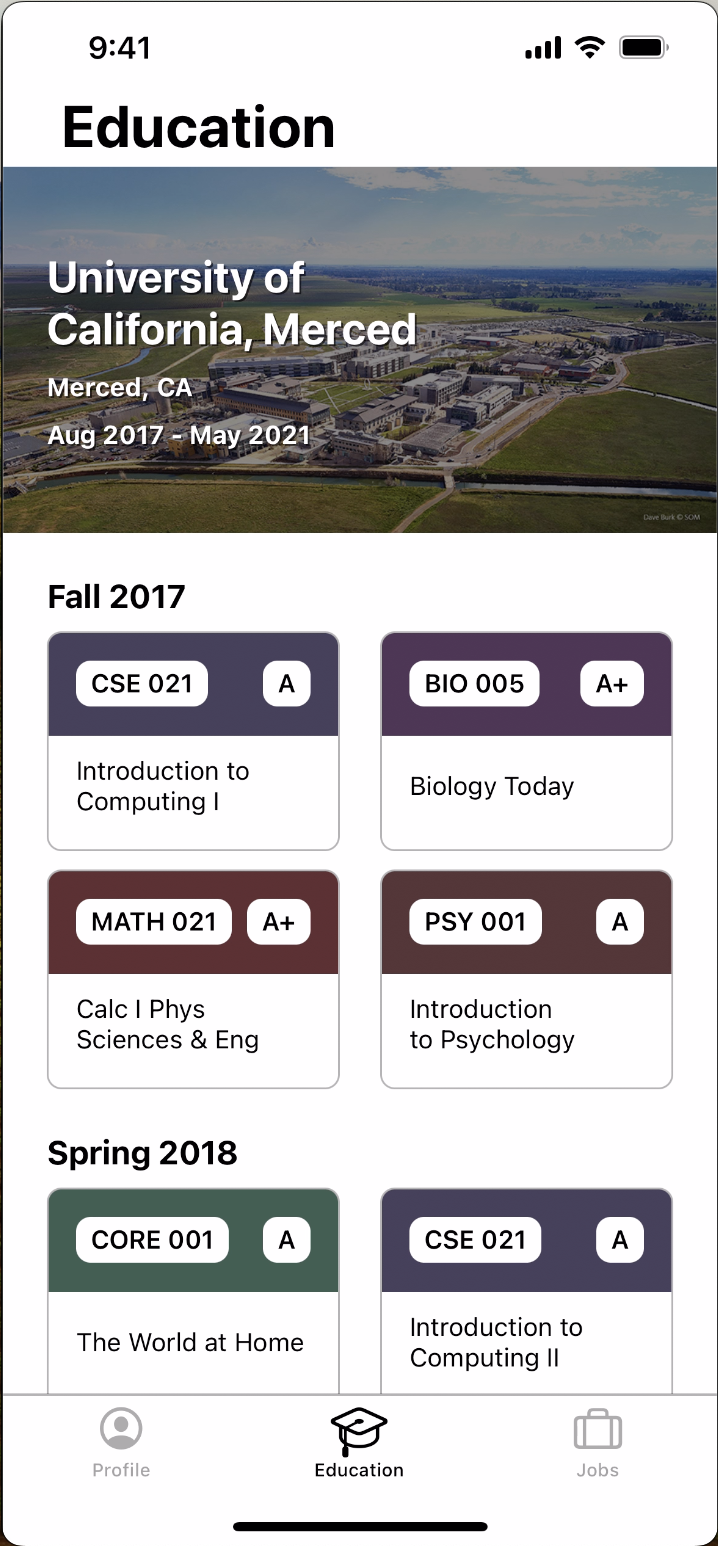 9:41
Education
University of
California, Merced
Merced, CA
Aug 2017 - May 2021
Dave Burk © SOM
Fall 2017
CSE 021 A
BIO 005 A+
Introduction to
Computing I
Biology Today
MATH 021 A+
PSY 001 A
Calc I Phys
Sciences & Eng
Introduction
to Psychology
Spring 2018
CORE 001 A
CSE 021 A
The World at Home
Introduction to
Computing II
Profile
Education
Jobs